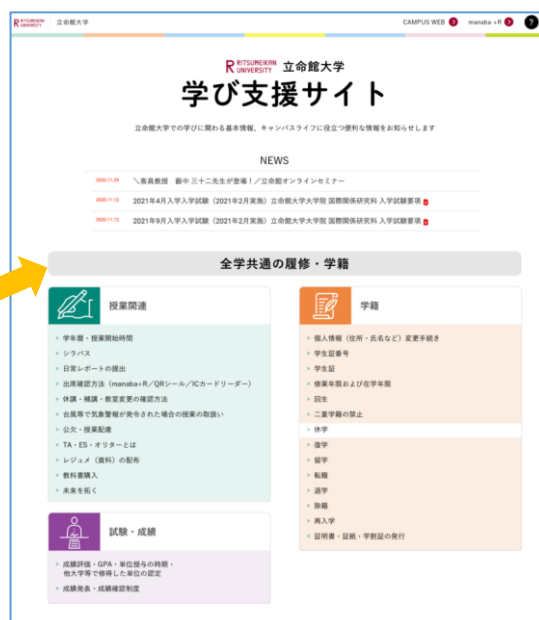 RITSUMEIKAN UNIVERSITY 立命館大学
CAMPUS WEB
manaba +R
?
RITSUMEIKAN UNIVERSITY 立命館大学
学び支援サイト
立命館大学での学びに関わる基本情報、キャンパスライフに役立つ便利な情報をお知らせします
NEWS
2020.11.29 ＼客員教授 藪中 三十二先生が登場！／立命館オンラインセミナー
2020.11.12 2021年4月入学入学試験（2021年2月実施）立命館大学大学院 国際関係研究科 入学試験要項
2020.11.12 2021年9月入学入学試験（2021年2月実施）立命館大学大学院 国際関係研究科 入学試験要項
全学共通の履修・学籍
授業関連
学年暦・授業開始時間
シラバス
日常レポートの提出
出席確認方法（manaba+R／QRシール／ICカードリーダー）
休講・補講・教室変更の確認方法
台風等で気象警報が発令された場合の授業の取扱い
公欠・授業配慮
TA・ES・オリターとは
レジュメ（資料）の配布
教科書購入
未来を拓く
試験・成績
成績評価・GPA・単位授与の時期・
他大学等で修得した単位の認定
成績発表・成績確認制度
学籍
個人情報（住所・氏名など）変更手続き
学生証番号
学生証
修業年限および在学年限
回生
二重学籍の禁止
休学
復学
留学
転籍
退学
除籍
再入学
証明書・証紙・学割証の発行